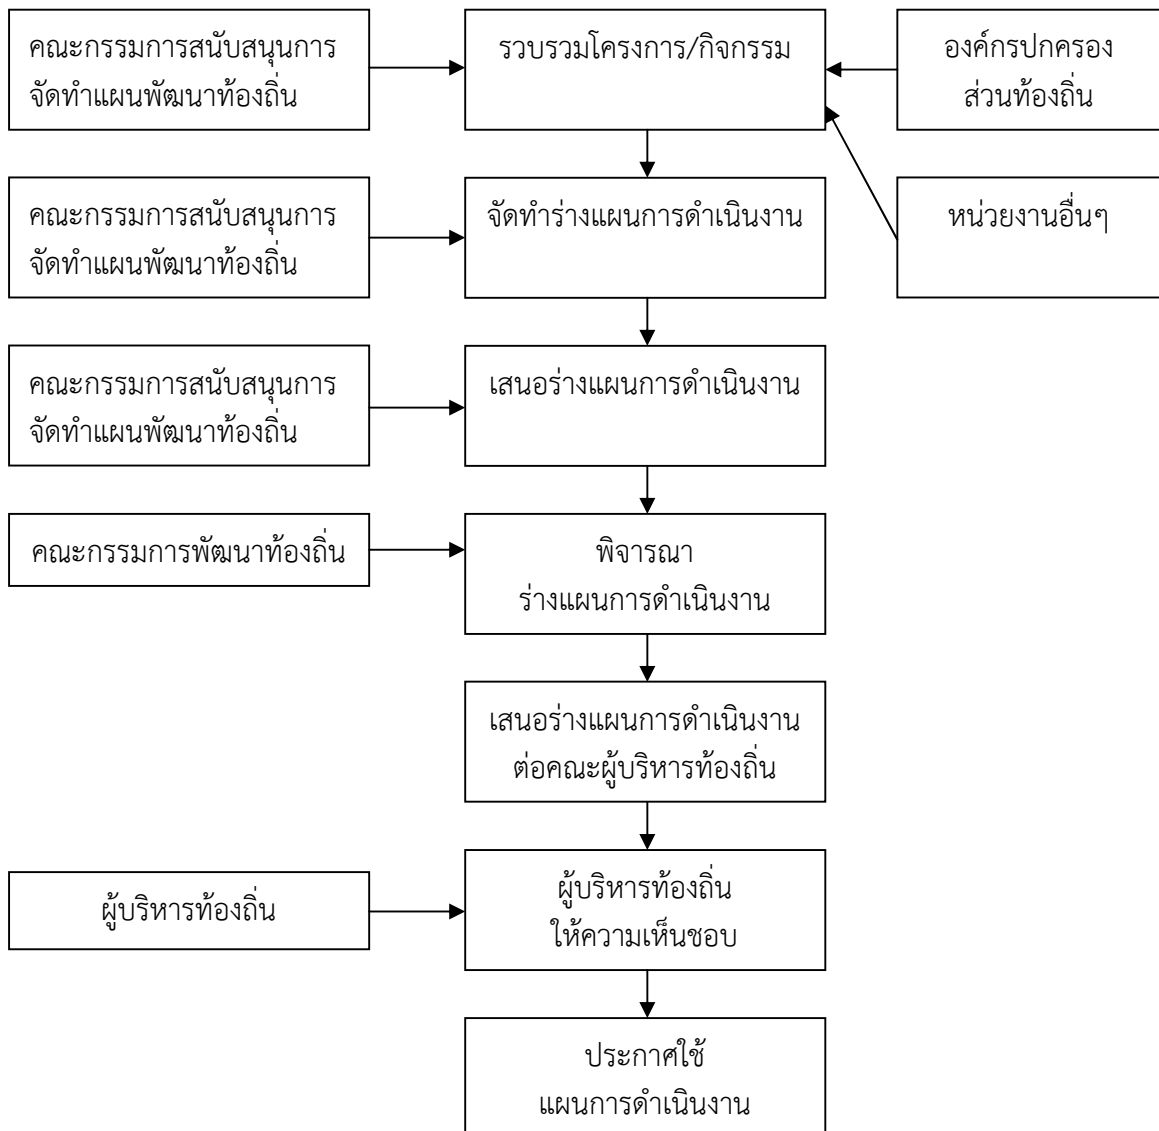 คณะกรรมการสนับสนุนการ
จัดทำแผนพัฒนาท้องถิ่น
รวบรวมโครงการ/กิจกรรม
องค์กรปกครอง
ส่วนท้องถิ่น
คณะกรรมการสนับสนุนการ
จัดทำแผนพัฒนาท้องถิ่น
จัดทำร่างแผนการดำเนินงาน
หน่วยงานอื่นๆ
คณะกรรมการสนับสนุนการ
จัดทำแผนพัฒนาท้องถิ่น
เสนอร่างแผนการดำเนินงาน
คณะกรรมการพัฒนาท้องถิ่น
พิจารณา
ร่างแผนการดำเนินงาน
เสนอร่างแผนการดำเนินงาน
ต่อคณะผู้บริหารท้องถิ่น
ผู้บริหารท้องถิ่น
ผู้บริหารท้องถิ่น
ให้ความเห็นชอบ
ประกาศใช้
แผนการดำเนินงาน